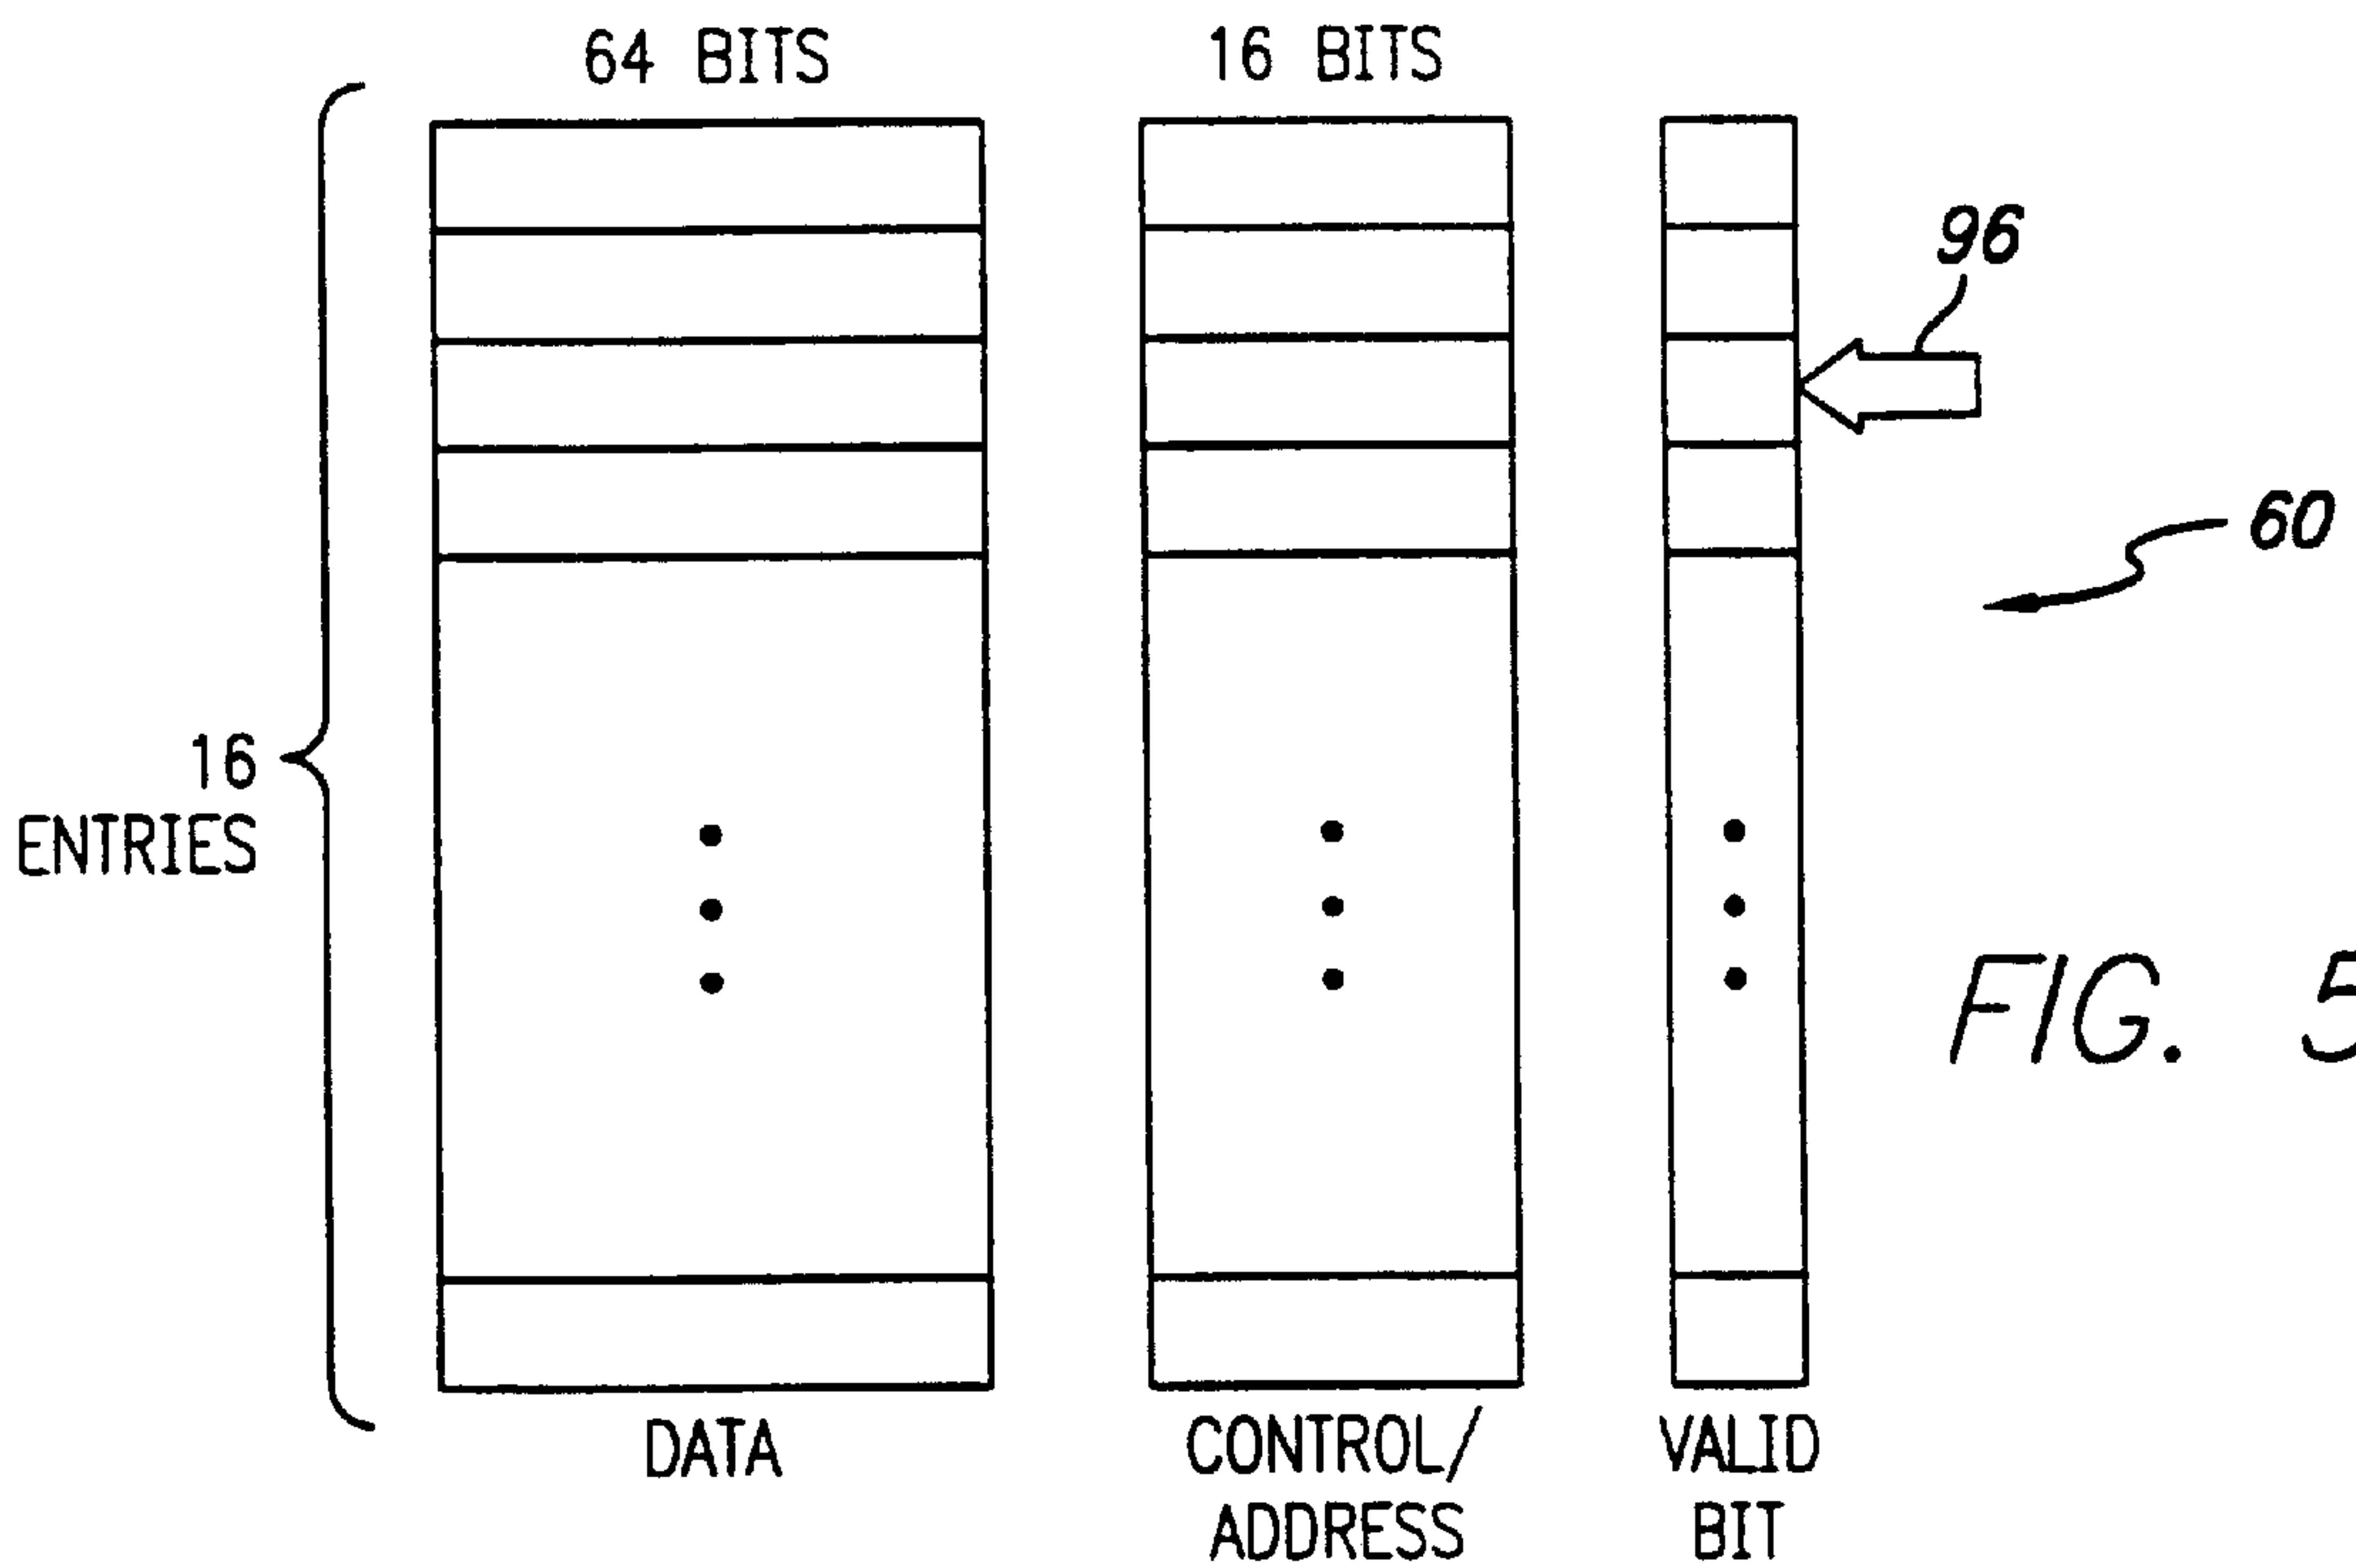 64 BITS
16 BITS
96
60
16
ENTRIES
FIG. 5
DATA
CONTROL/
ADDRESS
VALID
BIT